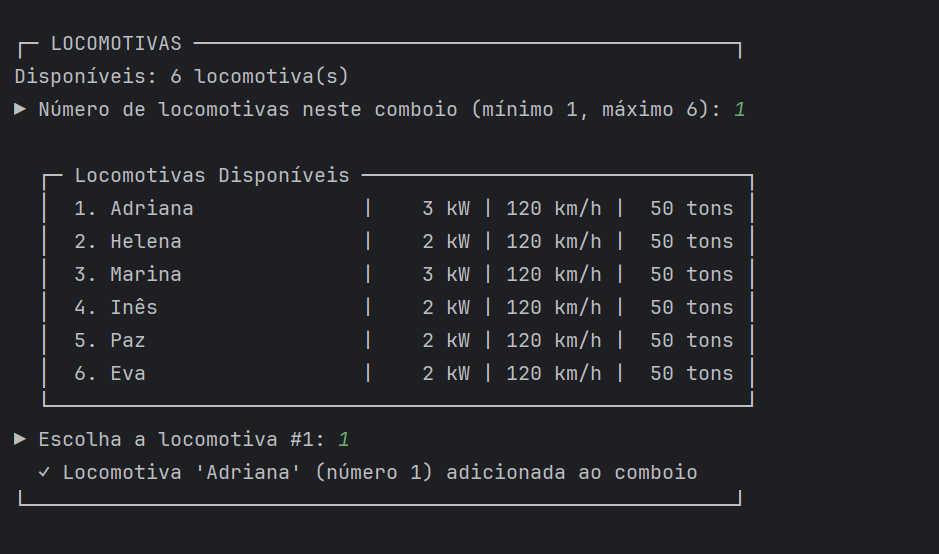 LOCOMOTIVAS
Disponíveis: 6 locomotiva(s)
► Número de locomotivas neste comboio (mínimo 1, máximo 6): 1
Locomotivas Disponíveis
1. Adriana | 3 kW | 120 km/h | 50 tons
2. Helena | 2 kW | 120 km/h | 50 tons
3. Marina | 3 kW | 120 km/h | 50 tons
4. Inês | 2 kW | 120 km/h | 50 tons
5. Paz | 2 kW | 120 km/h | 50 tons
6. Eva | 2 kW | 120 km/h | 50 tons
► Escolha a locomotiva #1: 1
✓ Locomotiva 'Adriana' (número 1) adicionada ao comboio